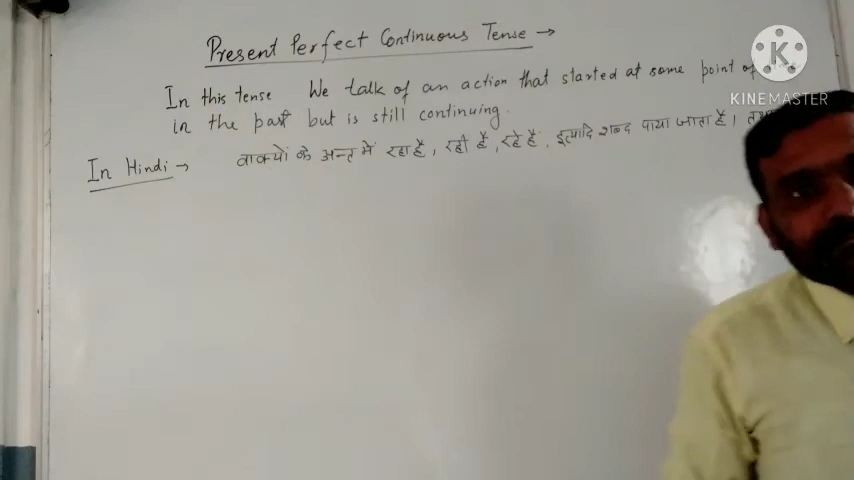 Present Perfect Continuous Tense →
In this tense We talk of an action that started at some point of
in the past but is still continuing.
In Hindi → वाक्यों के अन्त में रहा है, रही है, रहे हैं, इत्यादि शब्द पाया जाता है।
KINEMASTER